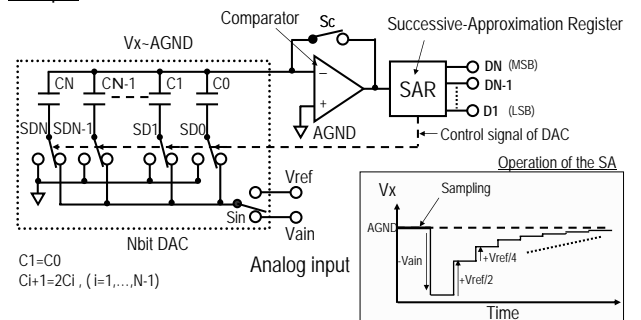 Comparator
Sc
Successive-Approximation Register
Vx~AGND
CN
CN-1
C1
C0
−
+
SAR
DN (MSB)
DN-1
D1 (LSB)
SDN
SDN-1
SD1
SD0
AGND
Control signal of DAC
Vref
Sin
Vain
Nbit DAC
Analog input
C1=C0
Ci+1=2Ci , ( i=1,…,N-1)
Operation of the SA
Vx
Sampling
AGND
-Vain
+Vref/4
+Vref/2
Time